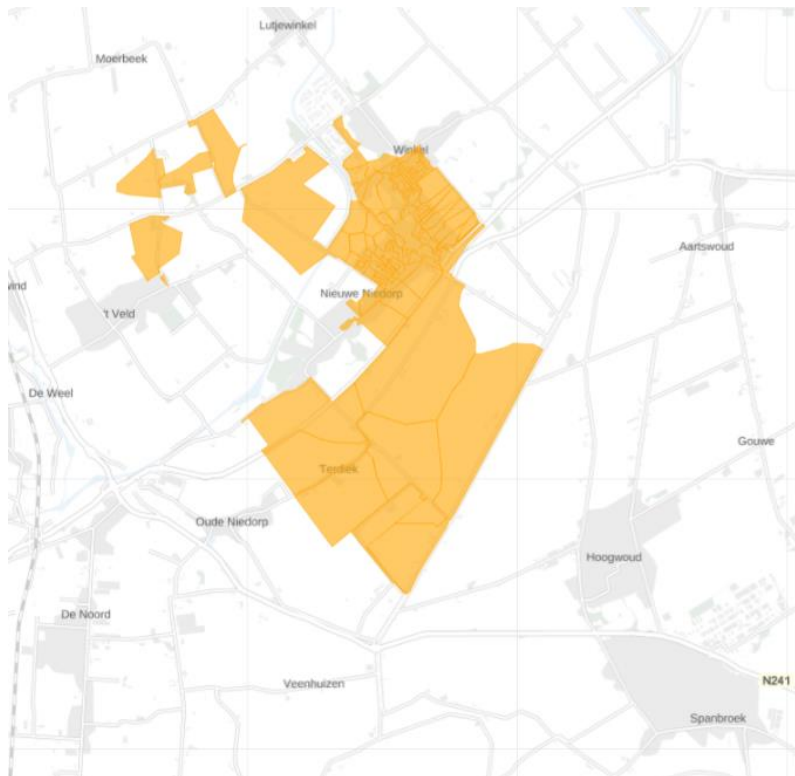 Lutjewinkel
Moerbeek
Winkel
Aartswoud
Nieuwe Niedorp
't Veld
De Weel
Gouwe
Terdiek
Oude Niedorp
Hoogwoud
De Noord
Veenhuizen
N241
Spanbroek